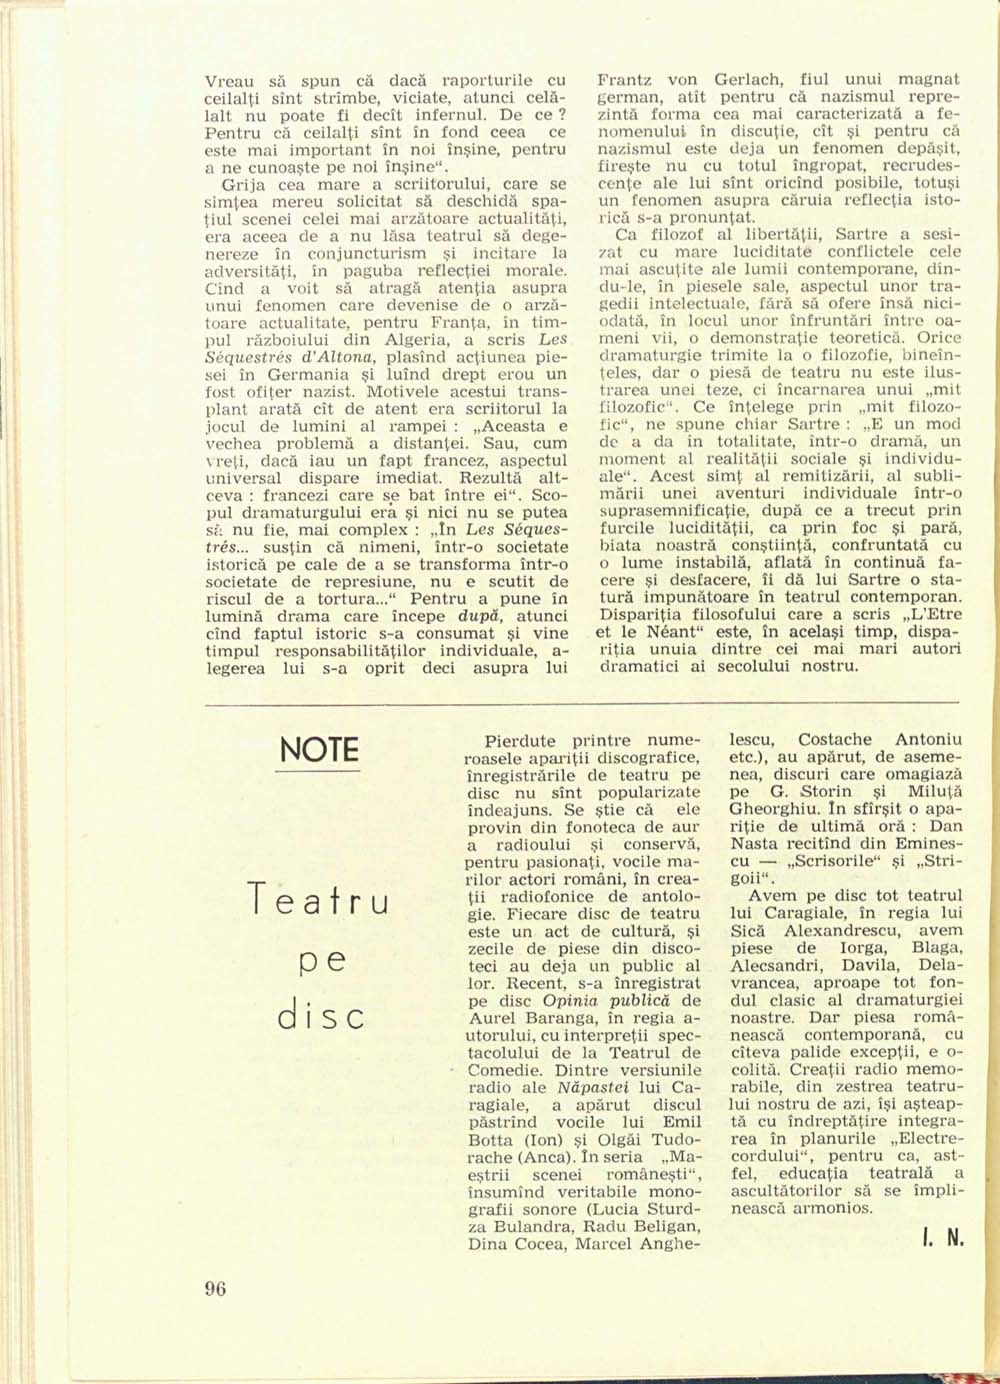 Vreau să spun că dacă raporturile cu
ceilalți sînt strîmbe, viciate, atunci celă-
lalt nu poate fi decît infernul. De ce ?
Pentru că ceilalți sînt în fond ceea ce
este mai important în noi înșine, pentru
a ne cunoaște pe noi înșine“.
Grija cea mare a scriitorului, care se
simțea mereu solicitat să deschidă spa-
țiul scenei celei mai arzătoare actualități,
era aceea de a nu lăsa teatrul să dege-
nereze în conjuncturism și incitare la
adversități, în paguba reflecției morale.
Cînd a voit să atragă atenția asupra
unui fenomen care devenise de o arză-
toare actualitate, pentru Franța, în tim-
pul războiului din Algeria, a scris Les
Séquestrés d'Altona, plasînd acțiunea pie-
sei în Germania și luînd drept erou un
fost ofițer nazist. Motivele acestui trans-
plant arată cît de atent era scriitorul la
jocul de lumini al rampei : „Aceasta e
vechea problemă a distanței. Sau, cum
vreți, dacă iau un fapt francez, aspectul
universal dispare imediat. Rezultă alt-
ceva : francezi care se bat între ei“. Sco-
pul dramaturgului era și nici nu se putea
să nu fie, mai complex : „În Les Séques-
trés... susțin că nimeni, într-o societate
istorică pe cale de a se transforma într-o
societate de represiune, nu e scutit de
riscul de a tortura...“ Pentru a pune în
lumină drama care începe după, atunci
cînd faptul istoric s-a consumat și vine
timpul responsabilităților individuale, a-
legerea lui s-a oprit deci asupra lui
Frantz von Gerlach, fiul unui magnat
german, atît pentru că nazismul repre-
zintă forma cea mai caracterizată a fe-
nomenului în discuție, cît și pentru că
nazismul este deja un fenomen depășit,
firește nu cu totul îngropat, recrudes-
cențe ale lui sînt oricînd posibile, totuși
un fenomen asupra căruia reflecția isto-
rică s-a pronunțat.
Ca filozof al libertății, Sartre a sesi-
zat cu mare luciditate conflictele cele
mai ascuțite ale lumii contemporane, dîn-
du-le, în piesele sale, aspectul unor tra-
gedii intelectuale, fără să ofere însă nici-
odată, în locul unor înfruntări între oa-
meni vii, o demonstrație teoretică. Orice
dramaturgie trimite la o filozofie, bineîn-
țeles, dar o piesă de teatru nu este ilus-
trarea unei teze, ci încarnarea unui „mit
filozofic“. Ce înțelege prin „mit filozo-
fic“, ne spune chiar Sartre : „E un mod
de a da în totalitate, într-o dramă, un
moment al realității sociale și individu-
ale“. Acest simț al remitizării, al subli-
mării unei aventuri individuale într-o
suprasemnificație, după ce a trecut prin
furcile lucidității, ca prin foc și pară,
biata noastră conștiință, confruntată cu
o lume instabilă, aflată în continuă fa-
cere și desfacere, îi dă lui Sartre o sta-
tură impunătoare în teatrul contemporan.
Dispariția filosofului care a scris „L'Etre
et le Néant“ este, în același timp, dispa-
riția unuia dintre cei mai mari autori
dramatici ai secolului nostru.
NOTE
Teatru
pe
disc
Pierdute printre nume-
roasele apariții discografice,
înregistrările de teatru pe
disc nu sînt popularizate
îndeajuns. Se știe că ele
provin din fonoteca de aur
a radioului și conservă,
pentru pasionați, vocile ma-
rilor actori români, în crea-
ții radiofonice de antolo-
gie. Fiecare disc de teatru
este un act de cultură, și
zecile de piese din disco-
teci au deja un public al
lor. Recent, s-a înregistrat
pe disc Opinia publică de
Aurel Baranga, în regia a-
utorului, cu interpreții spec-
tacolului de la Teatrul de
Comedie. Dintre versiunile
radio ale Năpastei lui Ca-
ragiale, a apărut discul
păstrînd vocile lui Emil
Botta (Ion) și Olgăi Tudo-
rache (Anca). În seria „Ma-
eștrii scenei românești“,
însumînd veritabile mono-
grafii sonore (Lucia Sturd-
za Bulandra, Radu Beligan,
Dina Cocea, Marcel Anghe-
lescu, Costache Antoniu
etc.), au apărut, de aseme-
nea, discuri care omagiază
pe G. Storin și Miluță
Gheorghiu. În sfîrșit o apa-
riție de ultimă oră : Dan
Nasta recitînd din Emines-
cu — „Scrisorile“ și „Stri-
goii“.
Avem pe disc tot teatrul
lui Caragiale, în regia lui
Sică Alexandrescu, avem
piese de Iorga, Blaga,
Alecsandri, Davila, Dela-
vrancea, aproape tot fon-
dul clasic al dramaturgiei
noastre. Dar piesa româ-
nească contemporană, cu
cîteva palide excepții, e o-
colită. Creații radio memo-
rabile, din zestrea teatru-
lui nostru de azi, își așteap-
tă cu îndreptățire integra-
rea în planurile „Electre-
cordului“, pentru ca, ast-
fel, educația teatrală a
ascultătorilor să se împli-
nească armonios.
I. N.
96